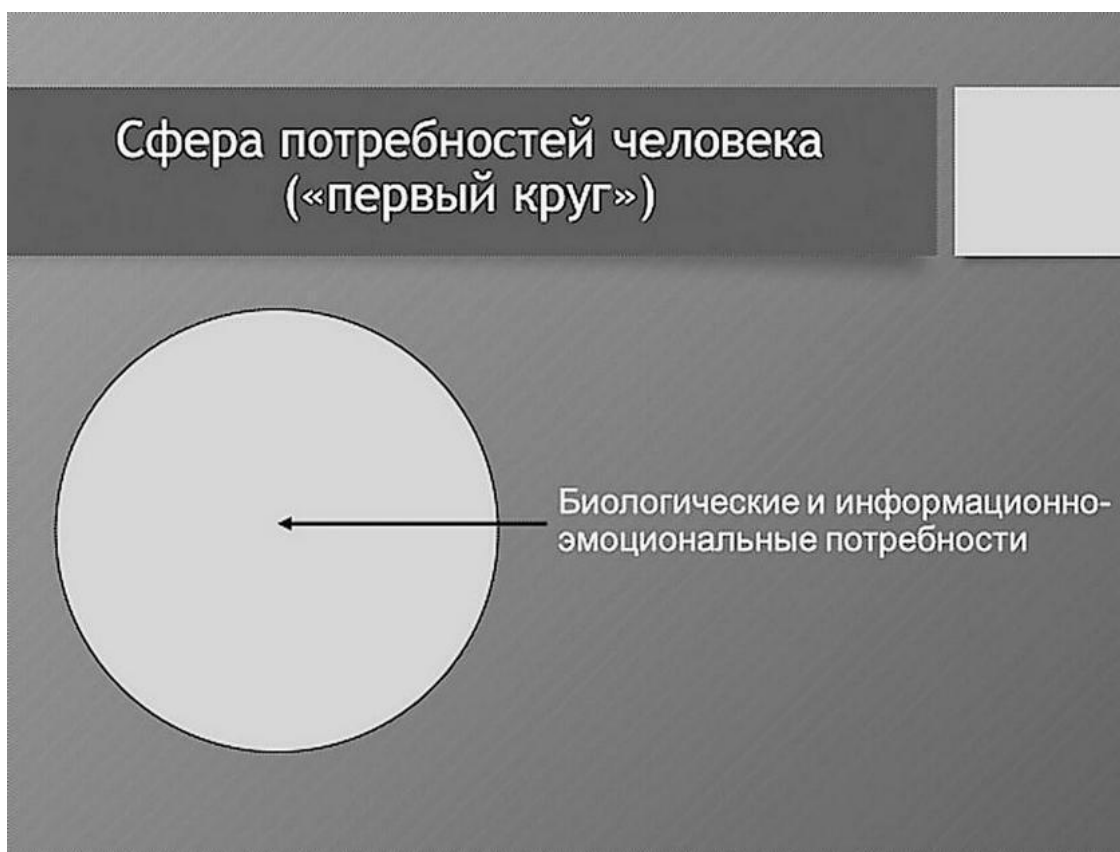 Сфера потребностей человека
(«первый круг»)
Биологические и информационно-
эмоциональные потребности